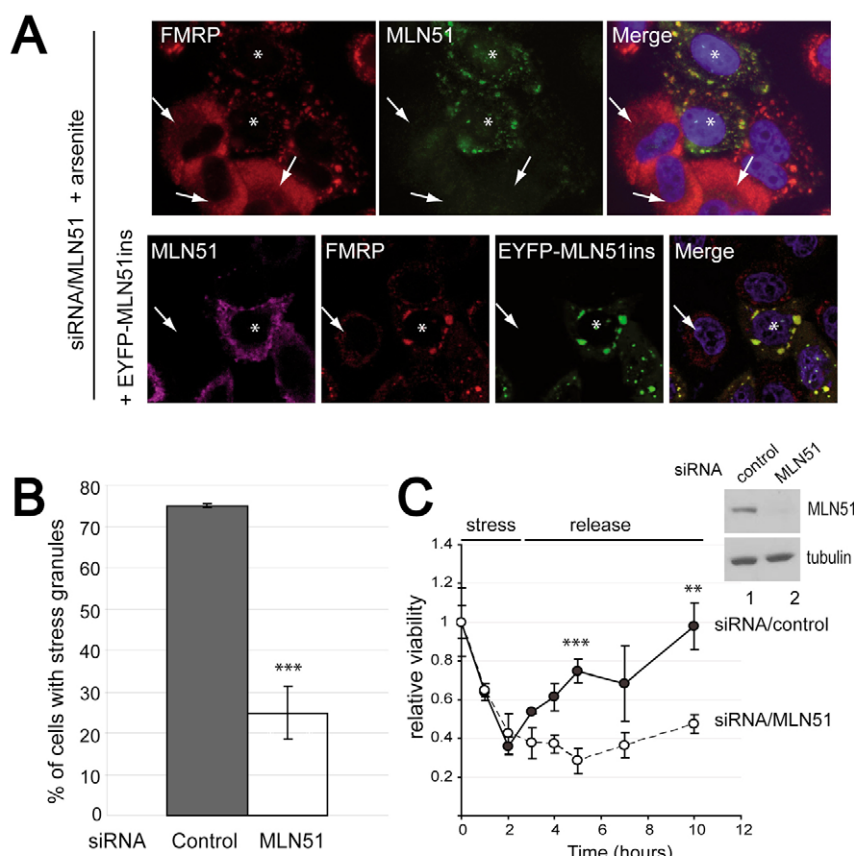 A
siRNA/MLN51 + arsenite
+ EYFP-MLN51ins
FMRP
MLN51
Merge
*
*
*
*
*
*
MLN51
FMRP
EYFP-MLN51ins
Merge
*
*
*
*
B
% of cells with stress granules
80
70
60
50
40
30
20
10
0
***
siRNA Control MLN51
C
siRNA control MLN51
MLN51
tubulin
1 2
stress release
relative viability
1.4
1.2
1
0.8
0.6
0.4
0.2
***
**
siRNA/control
siRNA/MLN51
0 2 4 6 8 10 12
Time (hours)